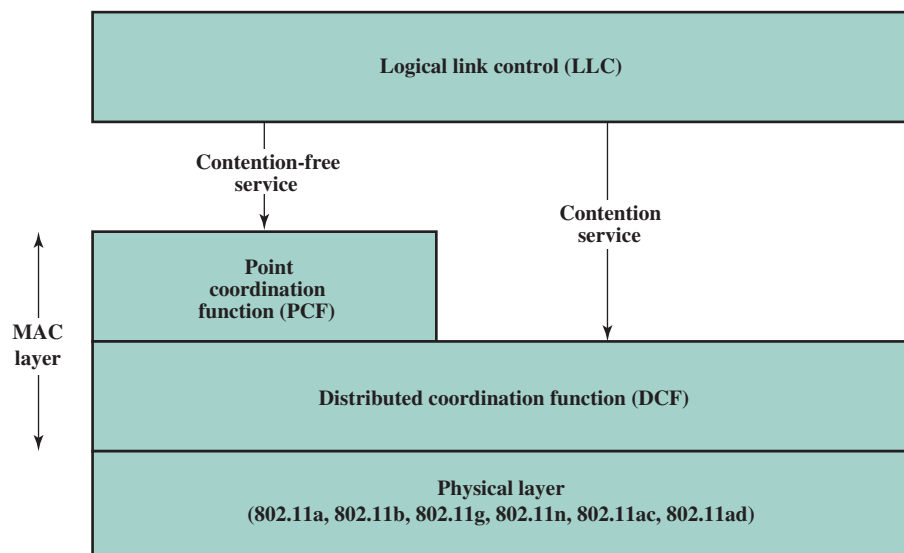 Logical link control (LLC)
Contention-free
service
Contention
service
Point
coordination
function (PCF)
MAC
layer
Distributed coordination function (DCF)
Physical layer
(802.11a, 802.11b, 802.11g, 802.11n, 802.11ac, 802.11ad)